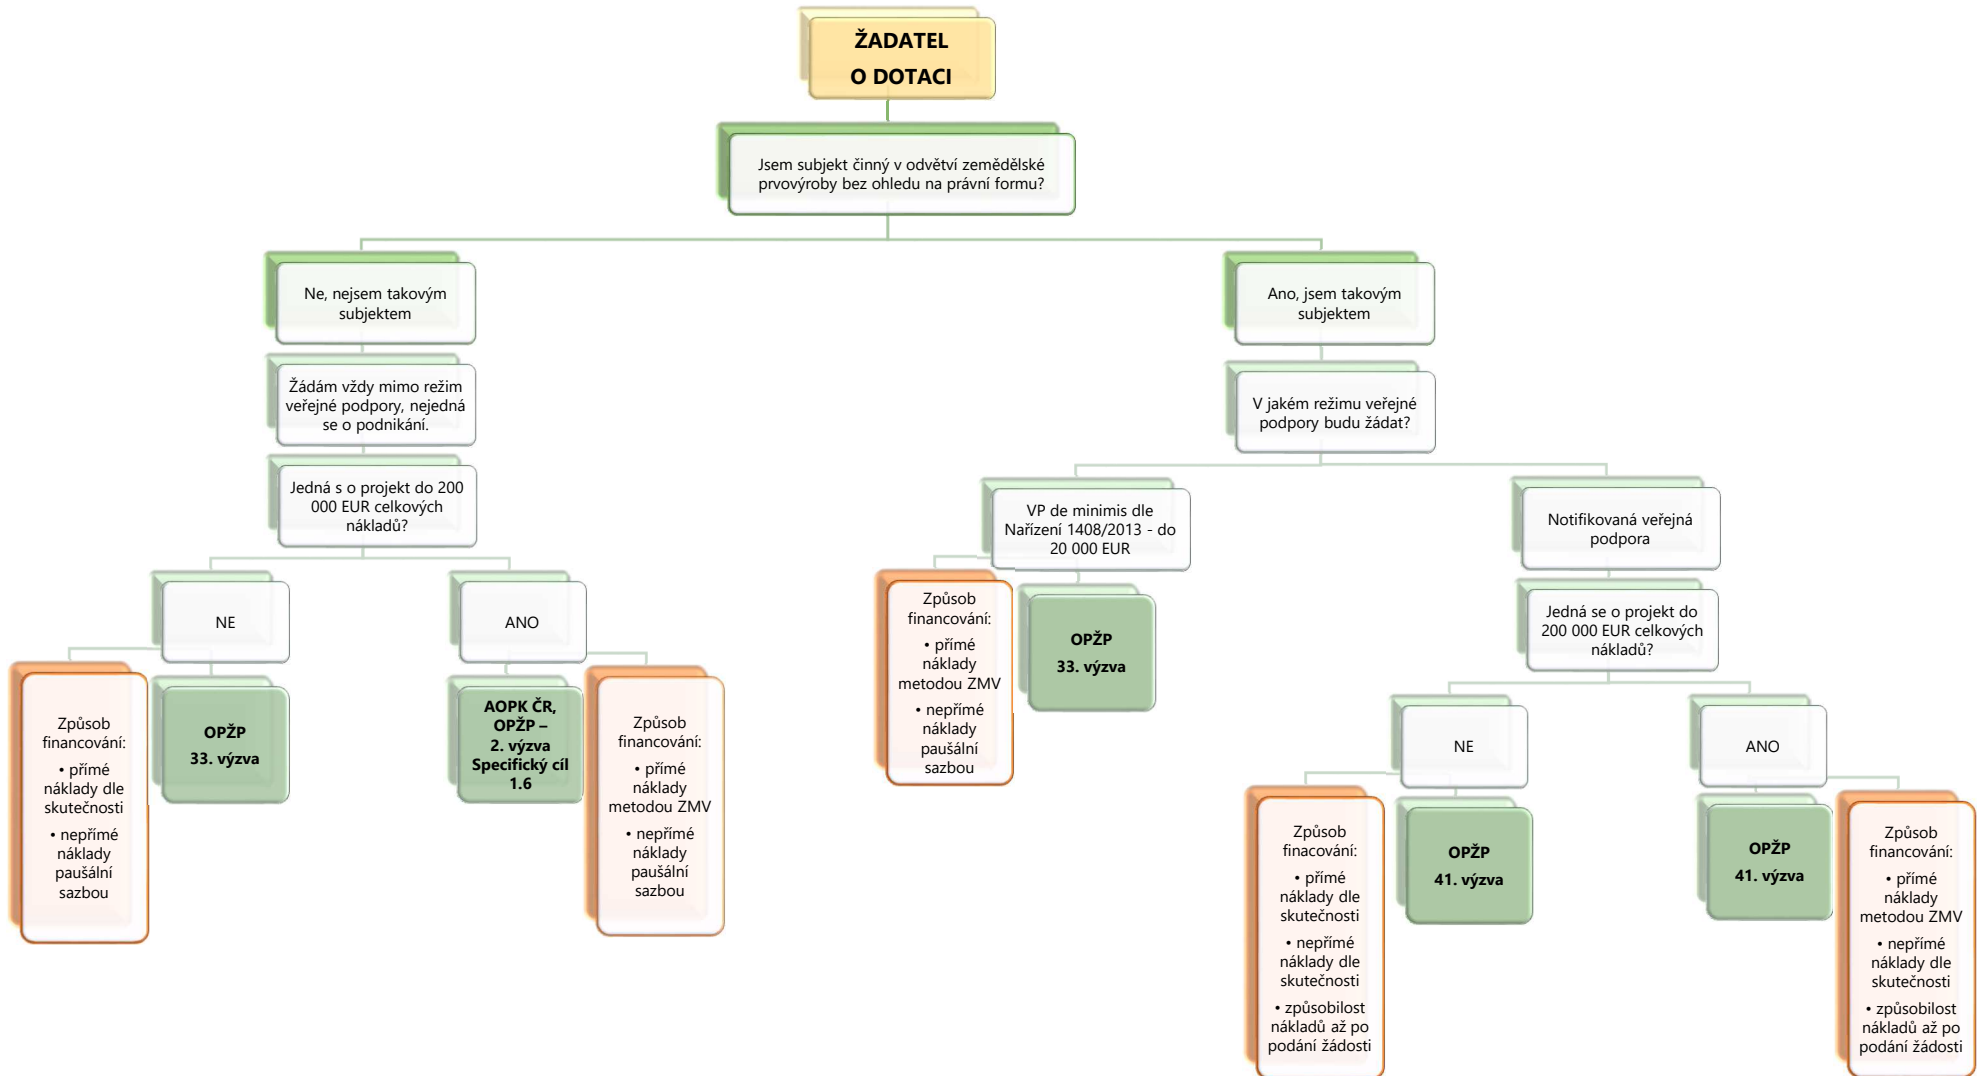 ŽADATEL
O DOTACI
Jsem subjekt činný v odvětví zemědělské
prvovýroby bez ohledu na právní formu?
Ne, nejsem takovým
subjektem
Žádám vždy mimo režim
veřejné podpory, nejedná
se o podnikání.
Jedná s o projekt do 200
000 EUR celkových
nákladů?
NE
Způsob
financování:
• přímé
náklady dle
skutečnosti
• nepřímé
náklady
paušální
sazbou
OPŽP
33. výzva
ANO
AOPK ČR,
OPŽP –
2. výzva
Specifický cíl
1.6
Způsob
financování:
• přímé
náklady
metodou ZMV
• nepřímé
náklady
paušální
sazbou
Ano, jsem takovým
subjektem
V jakém režimu veřejné
podpory budu žádat?
VP de minimis dle
Nařízení 1408/2013 - do
20 000 EUR
Způsob
financování:
• přímé
náklady
metodou ZMV
• nepřímé
náklady
paušální
sazbou
OPŽP
33. výzva
Notifikovaná veřejná
podpora
Jedná se o projekt do
200 000 EUR celkových
nákladů?
NE
Způsob
finacování:
• přímé
náklady dle
skutečnosti
• nepřímé
náklady dle
skutečnosti
• způsobilost
nákladů až po
podání žádosti
OPŽP
41. výzva
ANO
OPŽP
41. výzva
Způsob
financování:
• přímé
náklady
metodou ZMV
• nepřímé
náklady dle
skutečnosti
• způsobilost
nákladů až po
podání žádosti